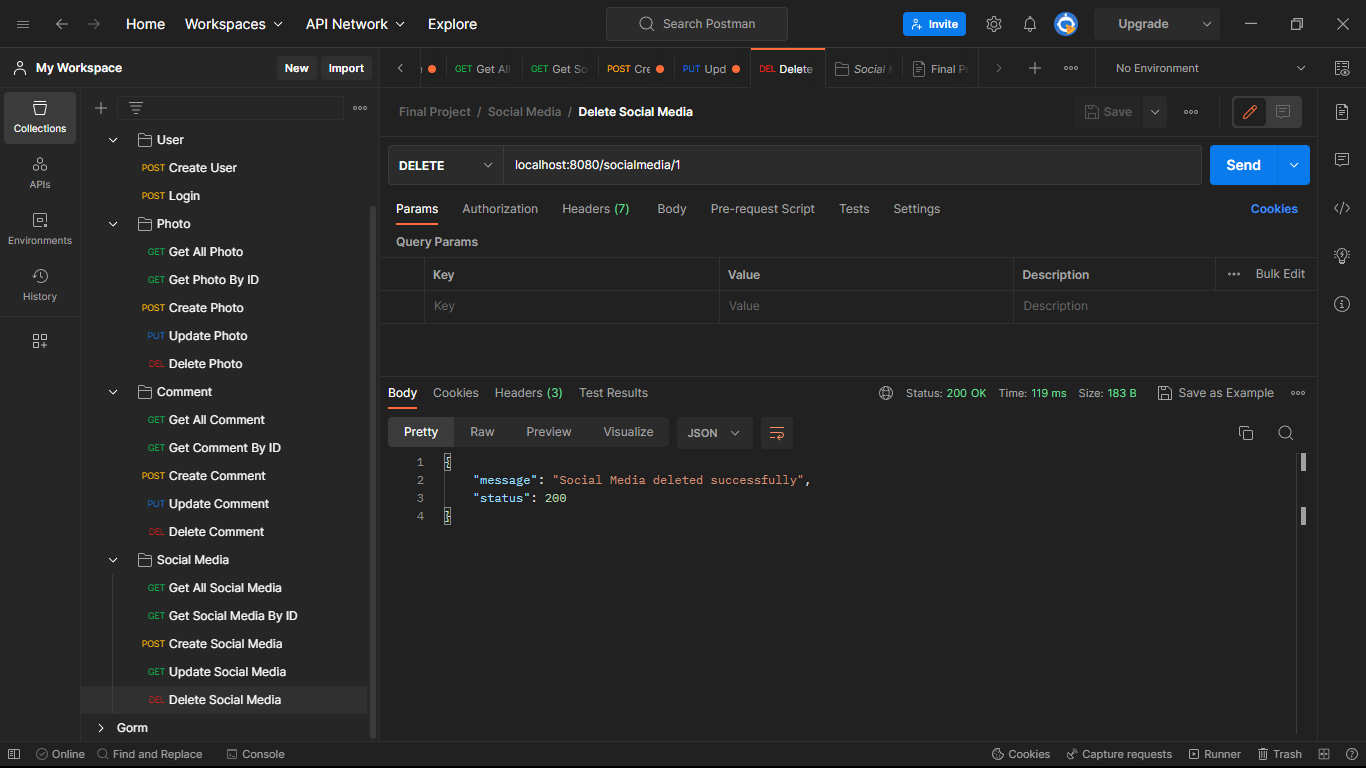 Home Workspaces API Network Explore Search Postman Invite Upgrade
My Workspace New Import
GET Get All GET Get So POST Cre PUT Upd DEL Delete Social Final P No Environment
Collections
APIs
Environments
History
User
POST Create User
POST Login
Photo
GET Get All Photo
GET Get Photo By ID
POST Create Photo
PUT Update Photo
DEL Delete Photo
Comment
GET Get All Comment
GET Get Comment By ID
POST Create Comment
PUT Update Comment
DEL Delete Comment
Social Media
GET Get All Social Media
GET Get Social Media By ID
POST Create Social Media
GET Update Social Media
DEL Delete Social Media
Gorm
Final Project / Social Media / Delete Social Media Save
DELETE localhost:8080/socialmedia/1 Send
Params Authorization Headers (7) Body Pre-request Script Tests Settings Cookies
Query Params
Key Value Description Bulk Edit
Key Value Description
Body Cookies Headers (3) Test Results Status: 200 OK Time: 119 ms Size: 183 B Save as Example
Pretty Raw Preview Visualize JSON
1 {
2 "message": "Social Media deleted successfully",
3 "status": 200
4 }
Online Find and Replace Console Cookies Capture requests Runner Trash